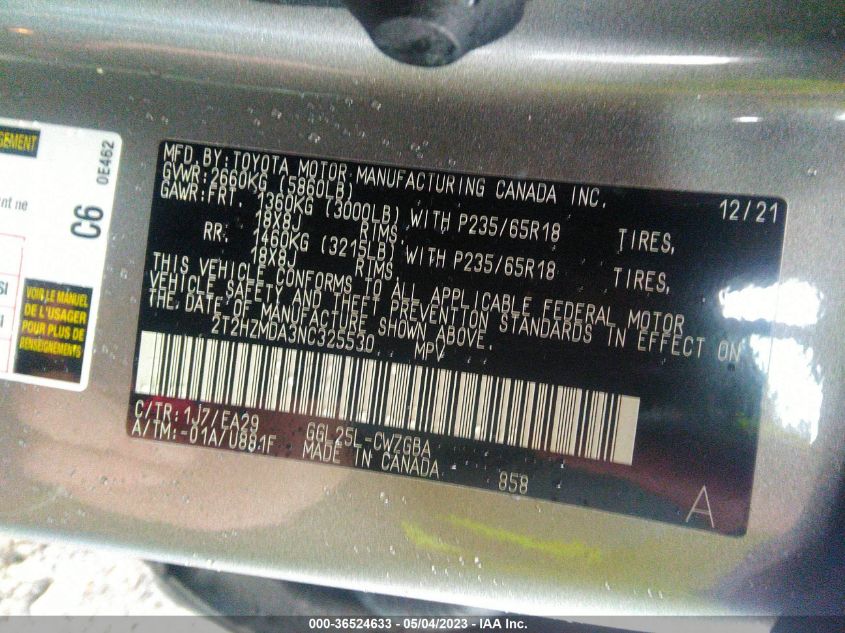 MFD.BY:TOYOTA MOTOR MANUFACTURING CANADA INC. 12/21
GVWR:2660KG (5860LB)
GAWR:FRT. 1360KG (3000LB) WITH P235/65R18 TIRES,
18X8J RIMS,
RR: 1460KG (3215LB) WITH P235/65R18 TIRES,
18X8J RIMS
THIS VEHICLE CONFORMS TO ALL APPLICABLE FEDERAL MOTOR
VEHICLE SAFETY AND THEFT PREVENTION STANDARDS IN EFFECT ON
THE DATE OF MANUFACTURE SHOWN ABOVE.
2T2HZMDA3NC325530 MPV
C/TR:1J7/EA29
A/TM:-01A/U881F GGL25L-CWZGBA
MADE IN CANADA 858
A
0E462
C6
VOIR LE MANUEL
DE L'USAGER
POUR PLUS DE
RENSEIGNEMENTS
000-36524633 - 05/04/2023 - IAA Inc.